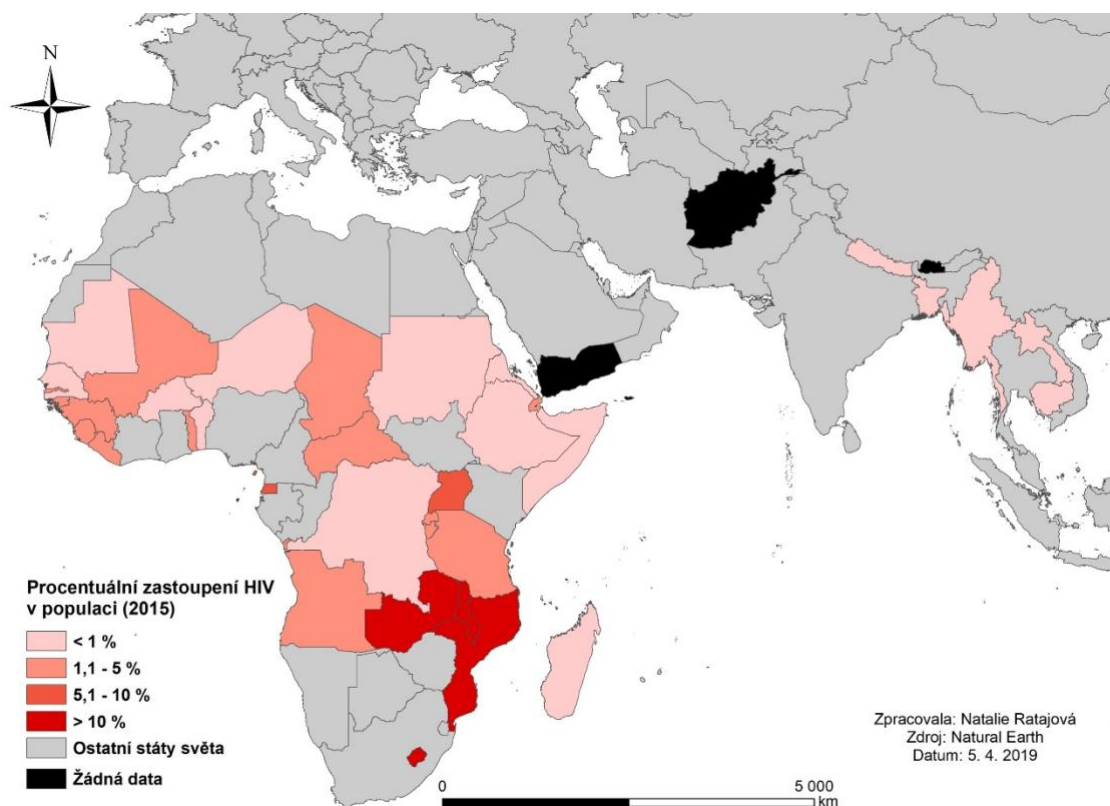 N
Procentuální zastoupení HIV
v populaci (2015)
< 1 %
1,1 - 5 %
5,1 - 10 %
> 10 %
Ostatní státy světa
Žádná data
Zpracovala: Natalie Ratajová
Zdroj: Natural Earth
Datum: 5. 4. 2019
0 5 000
km